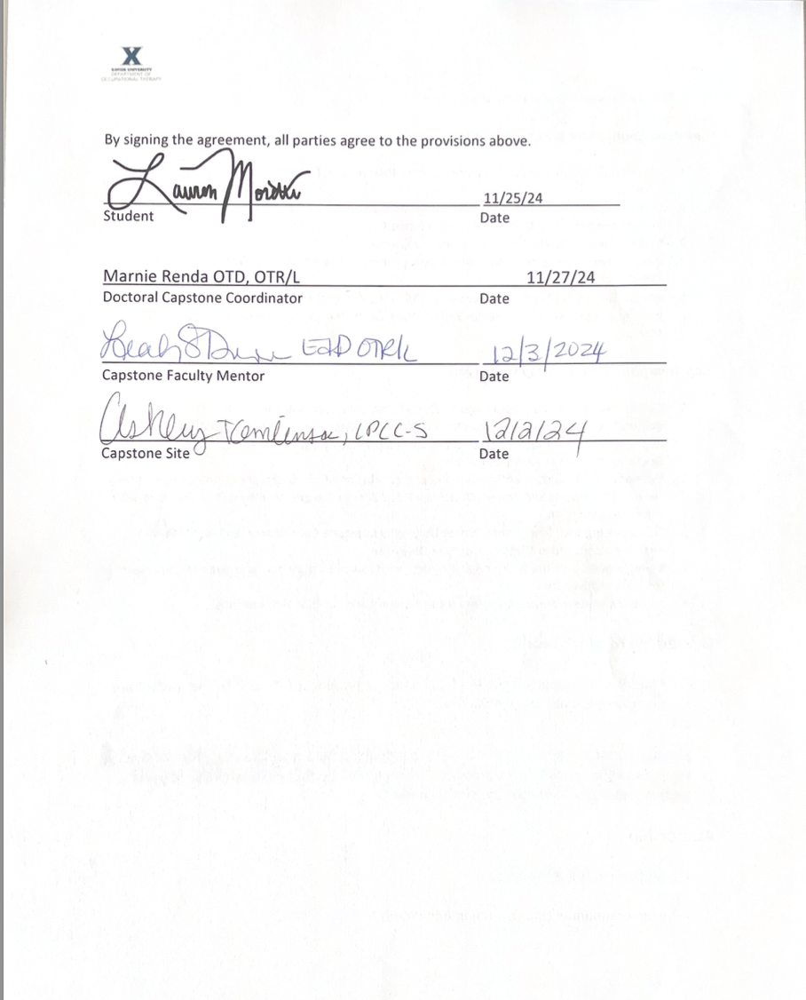 X
XAVIER UNIVERSITY
DEPARTMENT OF
OCCUPATIONAL THERAPY
By signing the agreement, all parties agree to the provisions above.
Lauren 11/25/24
Student Date
Marnie Renda OTD, OTR/L 11/27/24
Doctoral Capstone Coordinator Date
Leah S Dunn EdD OTR/L 12/3/2024
Capstone Faculty Mentor Date
Ashley Tomlinson, LPCC-S 12/2/24
Capstone Site Date